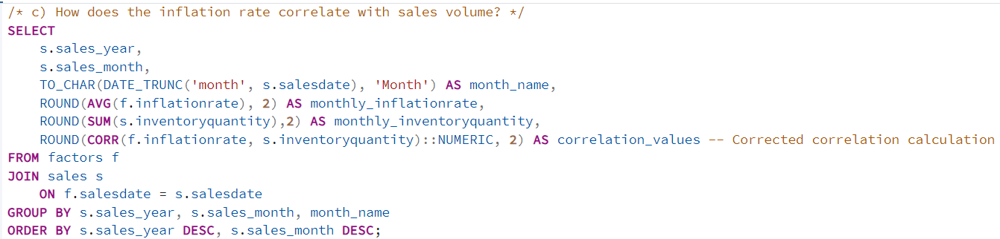 /* c) How does the inflation rate correlate with sales volume? */
SELECT
    s.sales_year,
    s.sales_month,
    TO_CHAR(DATE_TRUNC('month', s.salesdate), 'Month') AS month_name,
    ROUND(AVG(f.inflationrate), 2) AS monthly_inflationrate,
    ROUND(SUM(s.inventoryquantity),2) AS monthly_inventoryquantity,
    ROUND(CORR(f.inflationrate, s.inventoryquantity)::NUMERIC, 2) AS correlation_values -- Corrected correlation calculation
FROM factors f
JOIN sales s
    ON f.salesdate = s.salesdate
GROUP BY s.sales_year, s.sales_month, month_name
ORDER BY s.sales_year DESC, s.sales_month DESC;